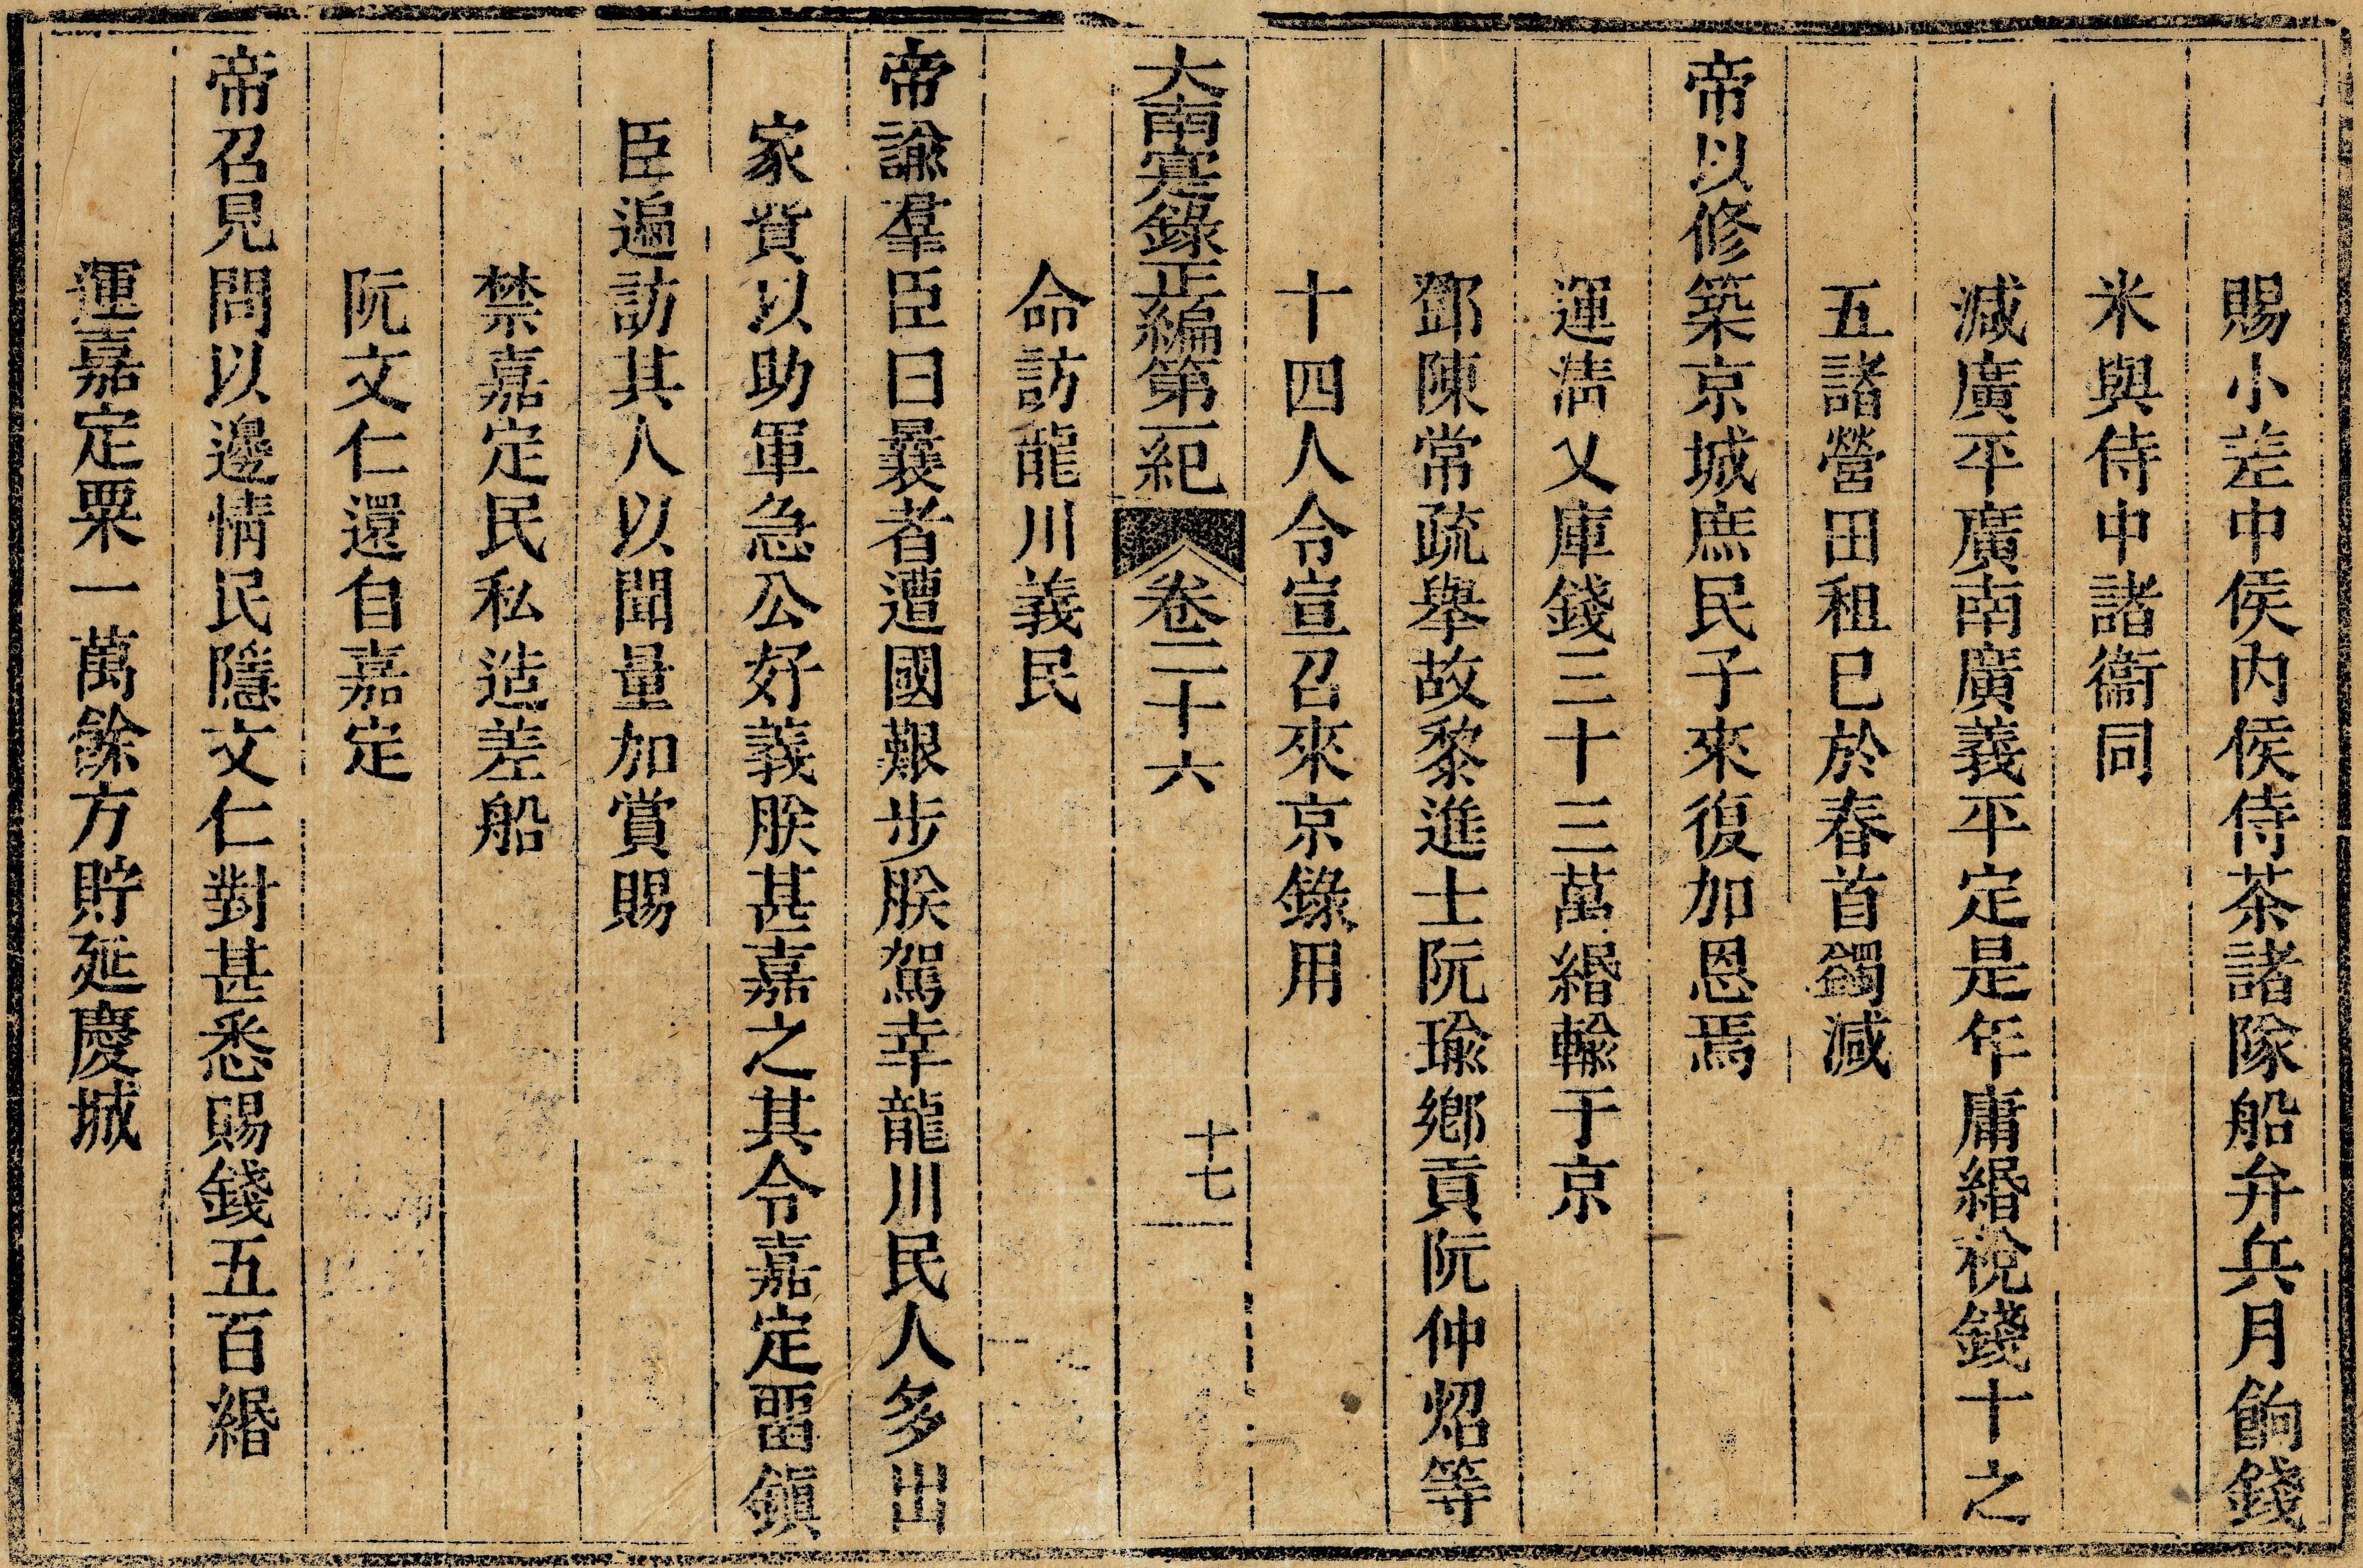 賜小差中侯內侯侍茶諸隊船弁兵月餉錢
米與侍中諸衞同
減廣平廣南廣義平定是年庸緡稅錢十之
五諸營田租已於春首蠲減
帝以修築京城庶民子來復加恩焉
運淸乂庫錢三十三萬緡輸于京
鄧陳常疏舉故黎進士阮瑜鄉貢阮仲炤等
十四人令宣召來京錄用
大南寔錄正編第一紀 卷二十六 十七
命訪龍川義民
帝諭羣臣曰曩者遭國艱步朕駕幸龍川民人多出
家貲以助軍急公好義朕甚嘉之其令嘉定留鎭
臣遍訪其人以聞量加賞賜
禁嘉定民私造差船
阮文仁還自嘉定
帝召見問以邊情民隱文仁對甚悉賜錢五百緡
運嘉定粟一萬餘方貯延慶城